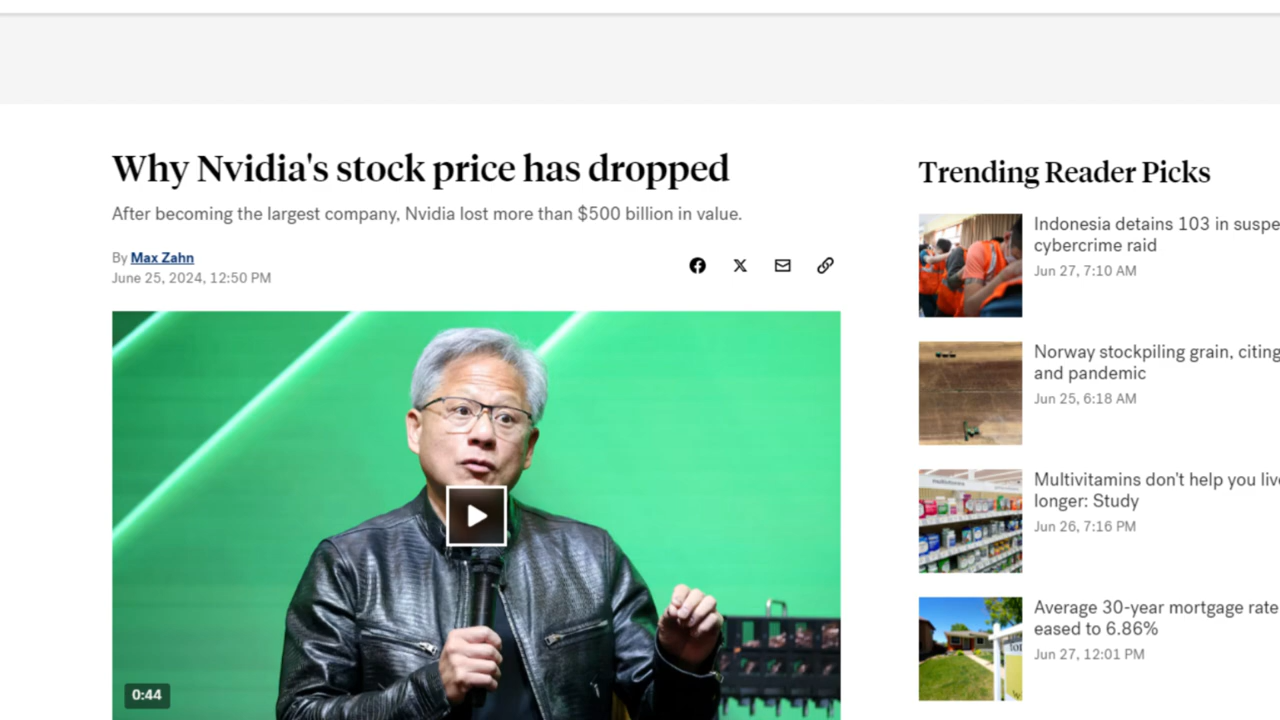 Why Nvidia's stock price has dropped
After becoming the largest company, Nvidia lost more than $500 billion in value.
By Max Zahn
June 25, 2024, 12:50 PM
0:44
Trending Reader Picks
Indonesia detains 103 in suspe
cybercrime raid
Jun 27, 7:10 AM
Norway stockpiling grain, citing
and pandemic
Jun 25, 6:18 AM
Multivitamins don't help you live
longer: Study
Jun 26, 7:16 PM
Average 30-year mortgage rate
eased to 6.86%
Jun 27, 12:01 PM